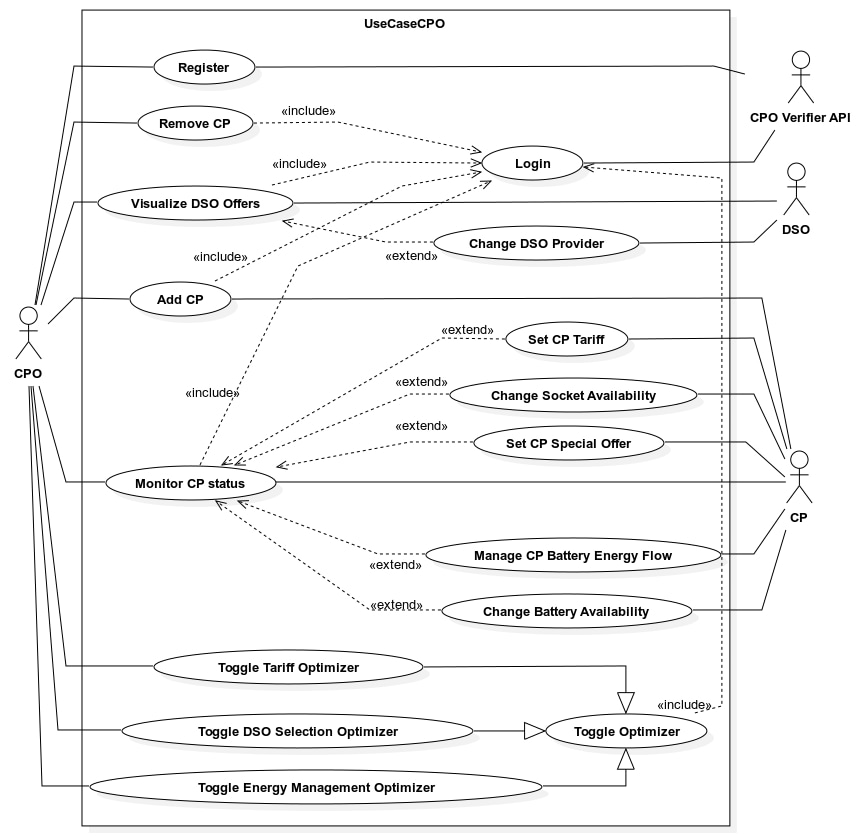 UseCaseCPO
Register
CPO Verifier API
Remove CP
«include»
Login
«include»
Visualize DSO Offers
DSO
Change DSO Provider
«include»
«extend»
Add CP
CPO
«extend»
Set CP Tariff
«extend»
Change Socket Availability
«include»
«extend»
Set CP Special Offer
Monitor CP status
CP
Manage CP Battery Energy Flow
«extend»
«extend»
Change Battery Availability
Toggle Tariff Optimizer
«include»
Toggle DSO Selection Optimizer
Toggle Optimizer
Toggle Energy Management Optimizer